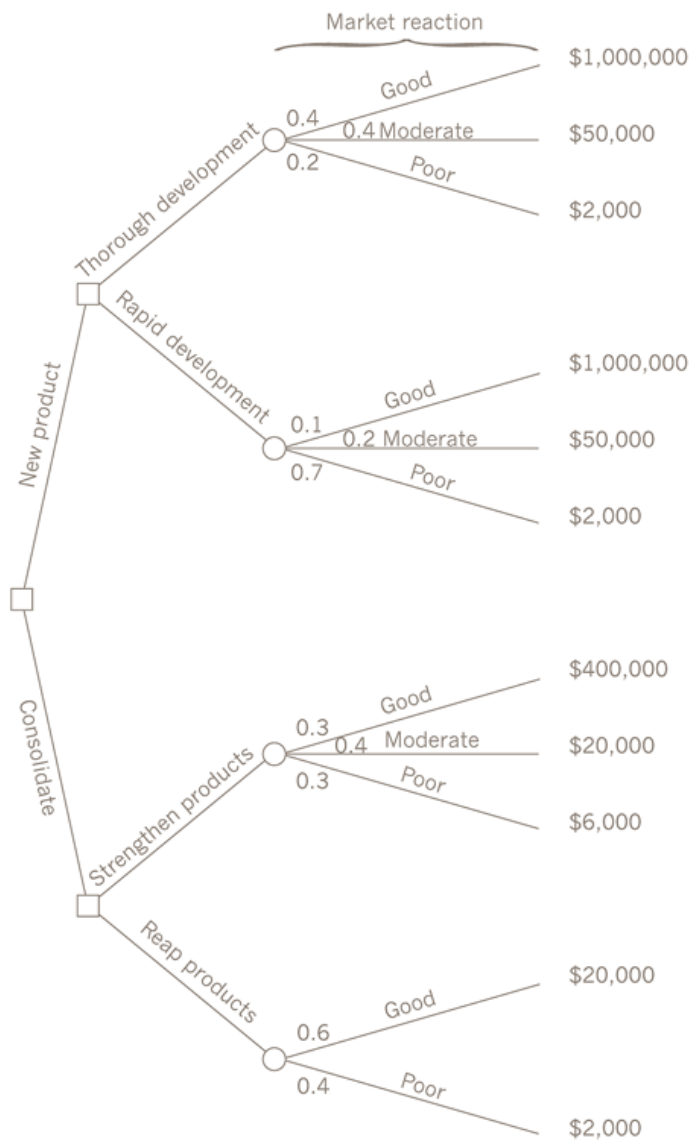 Market reaction
Good
$1,000,000
0.4
0.4 Moderate
$50,000
0.2
Poor
$2,000
Thorough development
Rapid development
Good
$1,000,000
0.1
0.2 Moderate
$50,000
0.7
Poor
$2,000
New product
Consolidate
Good
$400,000
0.3
0.4 Moderate
$20,000
0.3
Poor
$6,000
Strengthen products
Reap products
Good
$20,000
0.6
0.4
Poor
$2,000